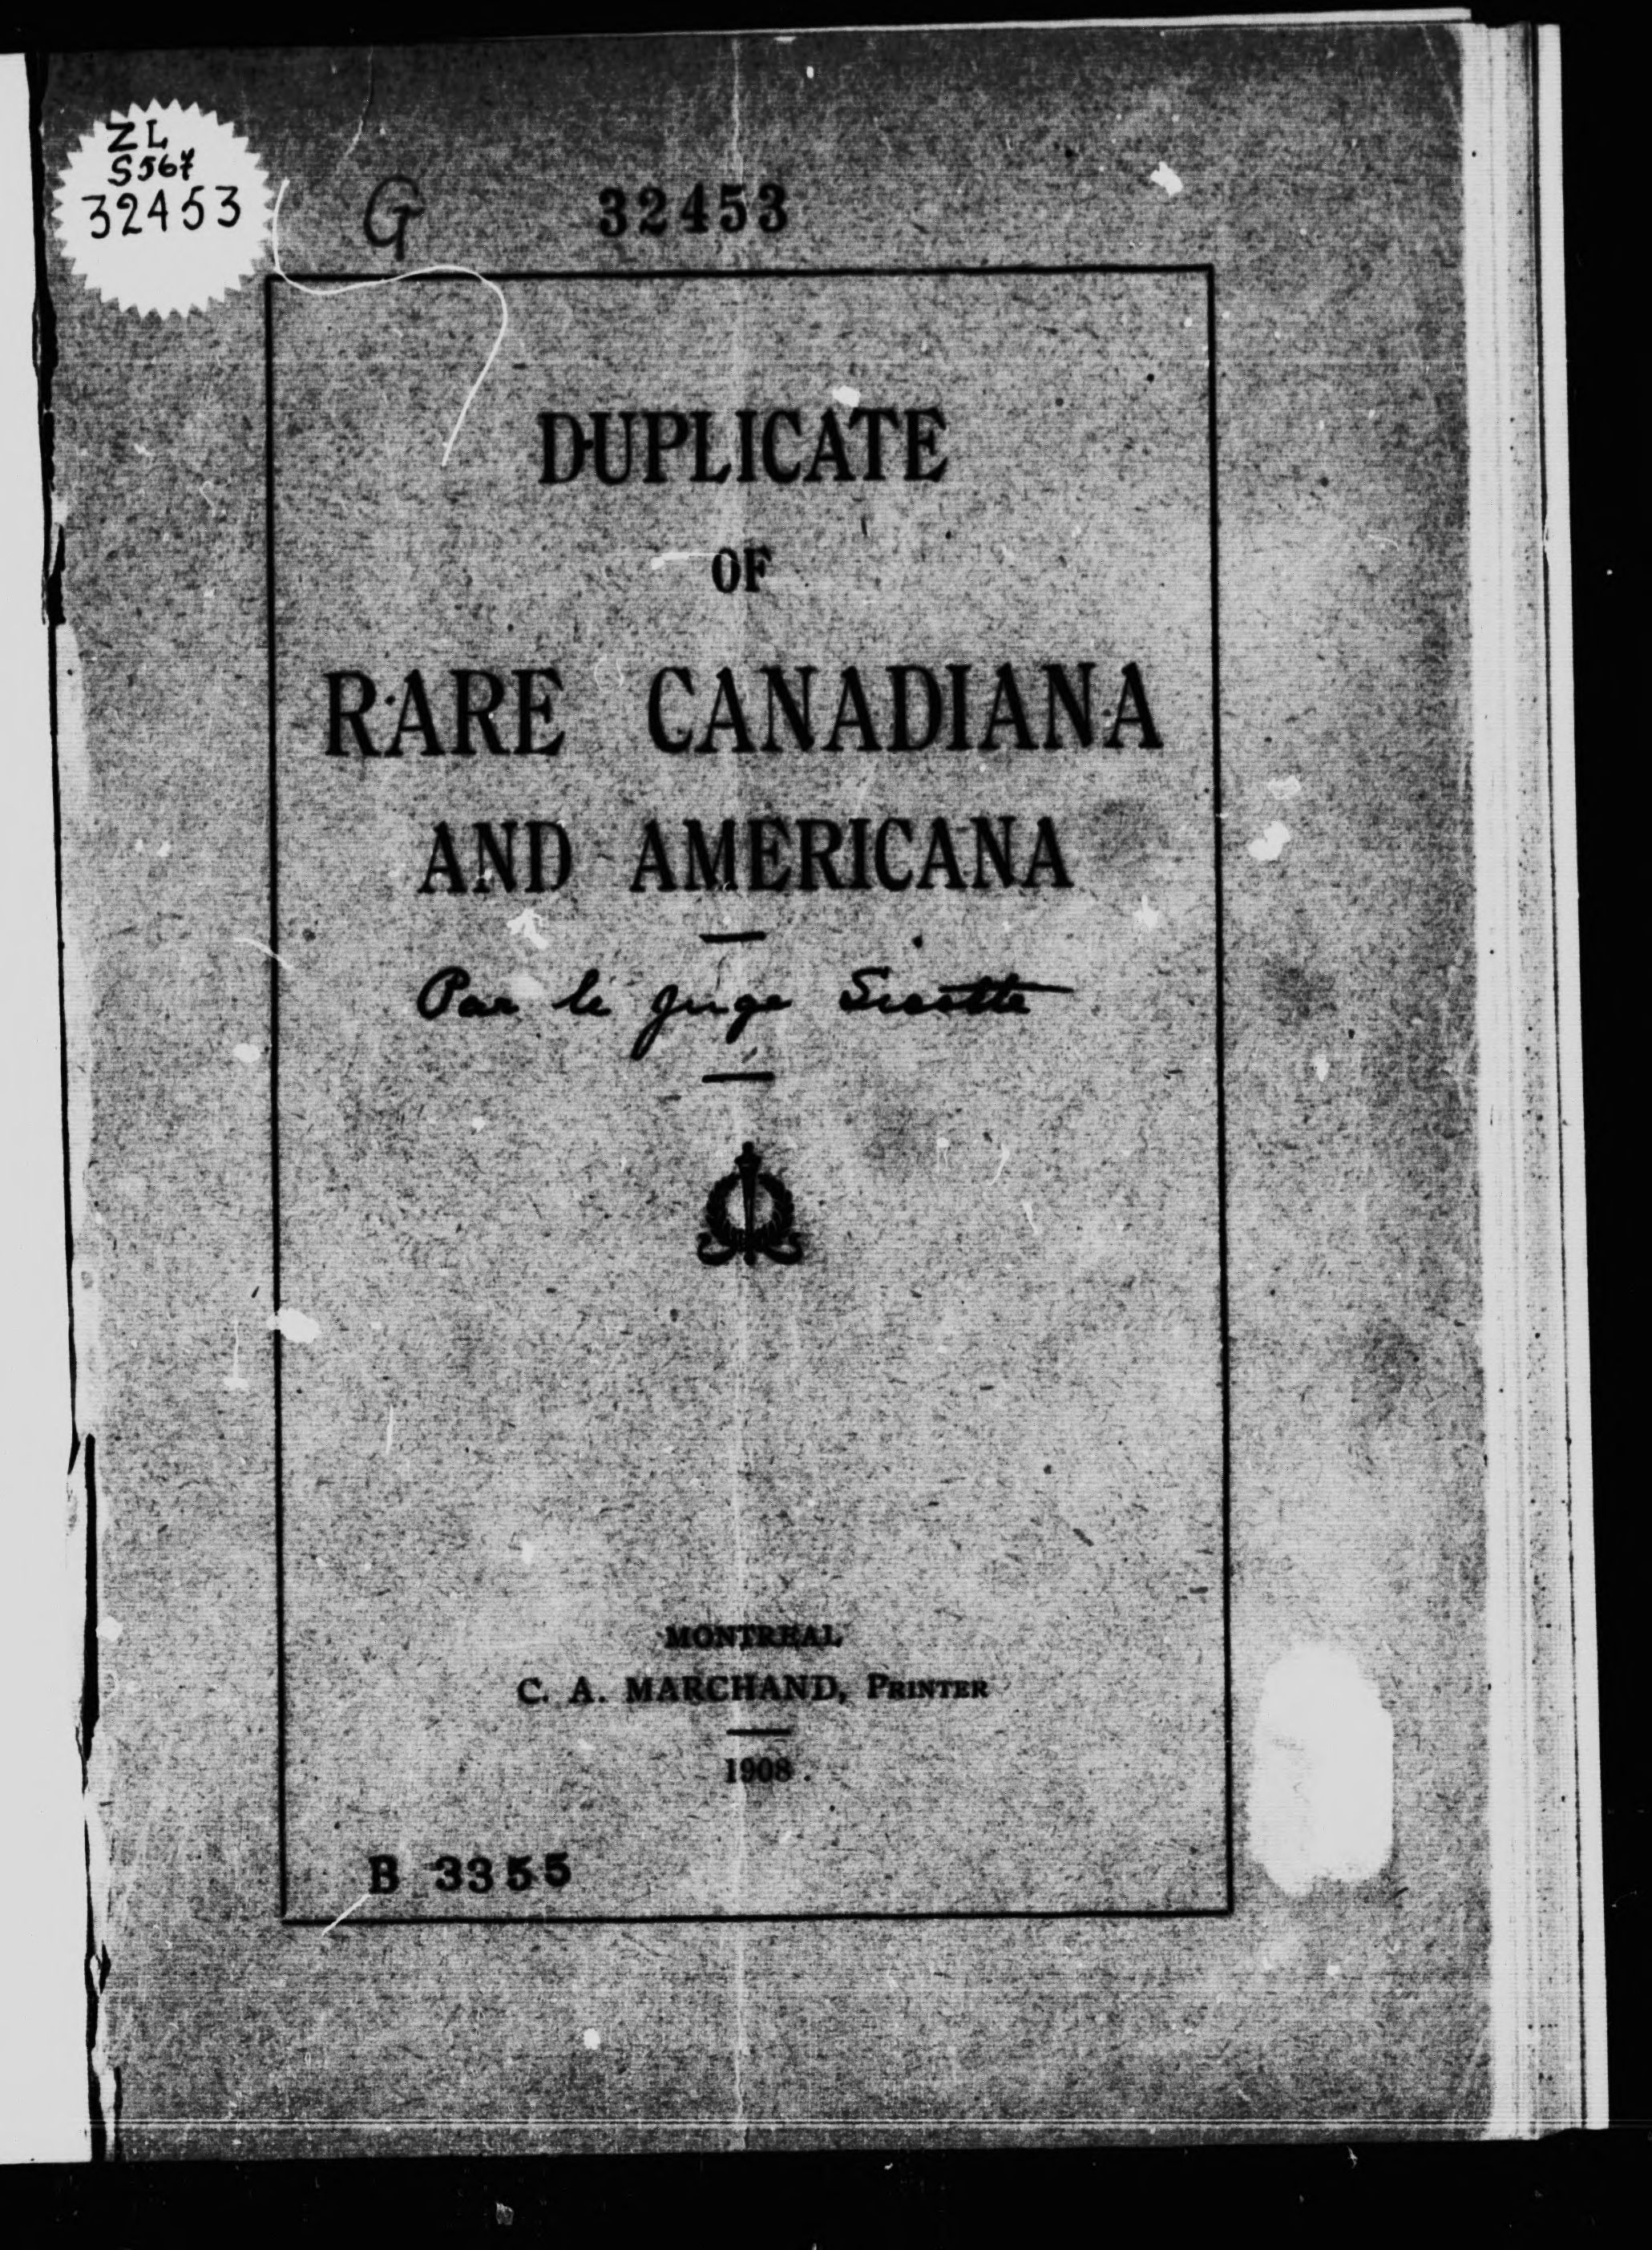 ZL
S567
32453
G 32453
DUPLICATE
OF
RARE CANADIANA
AND AMERICANA
Par le juge Sicotte
MONTREAL
C. A. MARCHAND, PRINTER
1908.
B 3355